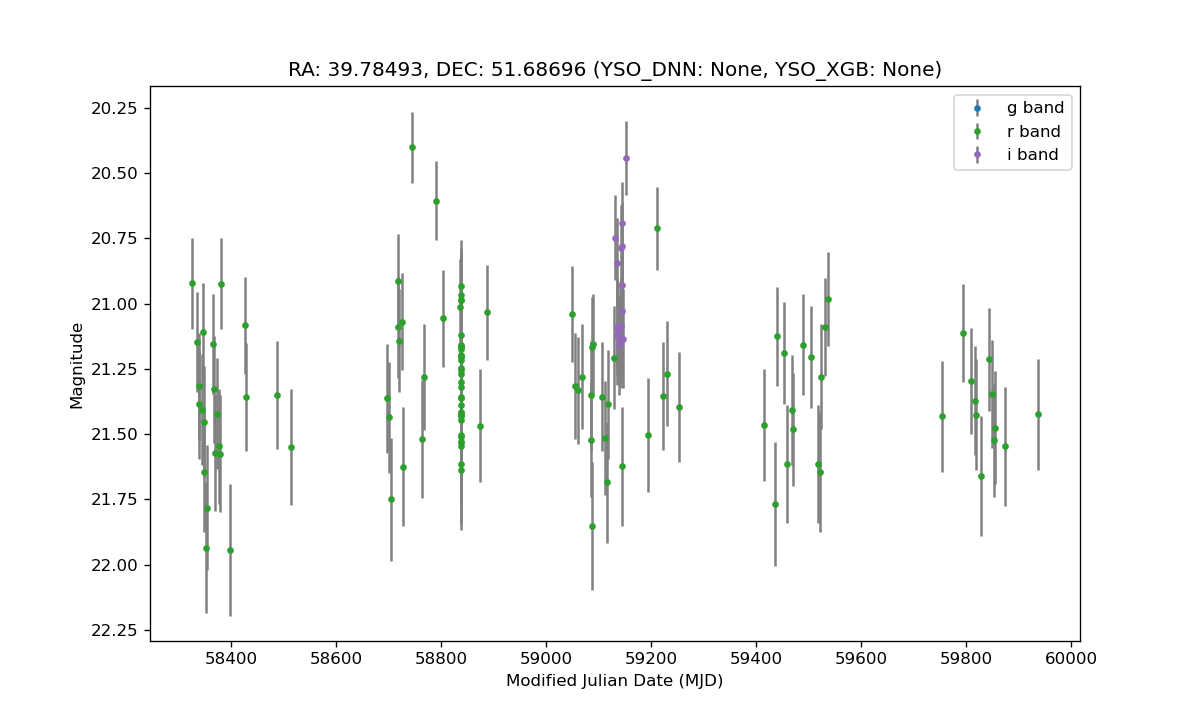 RA: 39.78493, DEC: 51.68696 (YSO_DNN: None, YSO_XGB: None)
g band
r band
i band
Magnitude
20.25
20.50
20.75
21.00
21.25
21.50
21.75
22.00
22.25
58400 58600 58800 59000 59200 59400 59600 59800 60000
Modified Julian Date (MJD)